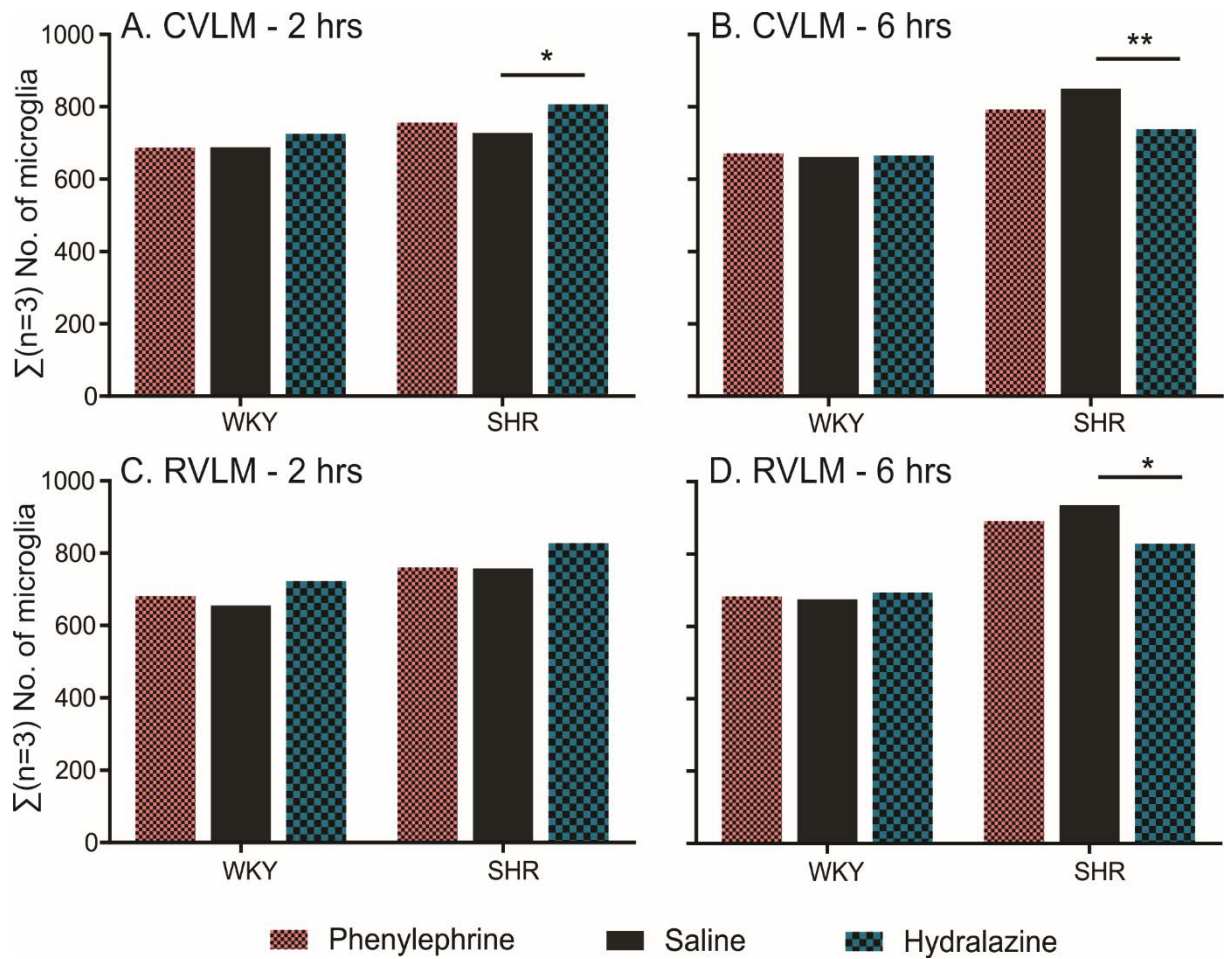 A. CVLM - 2 hrs
∑(n=3) No. of microglia
1000
800
600
400
200
0
*
WKY
SHR
B. CVLM - 6 hrs
**
WKY
SHR
C. RVLM - 2 hrs
∑(n=3) No. of microglia
1000
800
600
400
200
0
WKY
SHR
D. RVLM - 6 hrs
*
WKY
SHR
Phenylephrine
Saline
Hydralazine